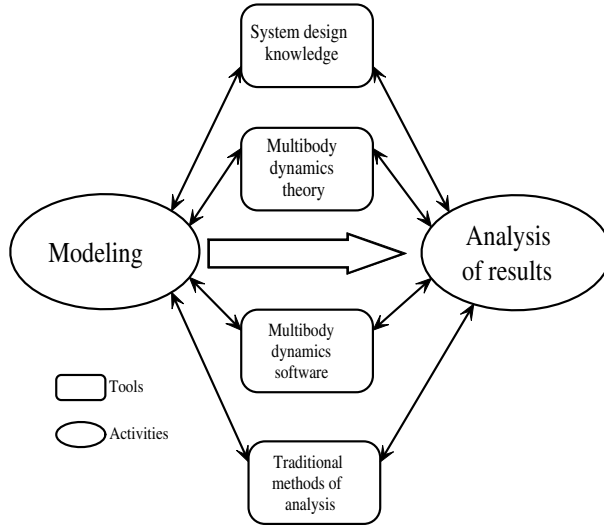 System design
knowledge
Multibody
dynamics
theory
Modeling
Analysis
of results
Multibody
dynamics
software
Tools
Activities
Traditional
methods of
analysis